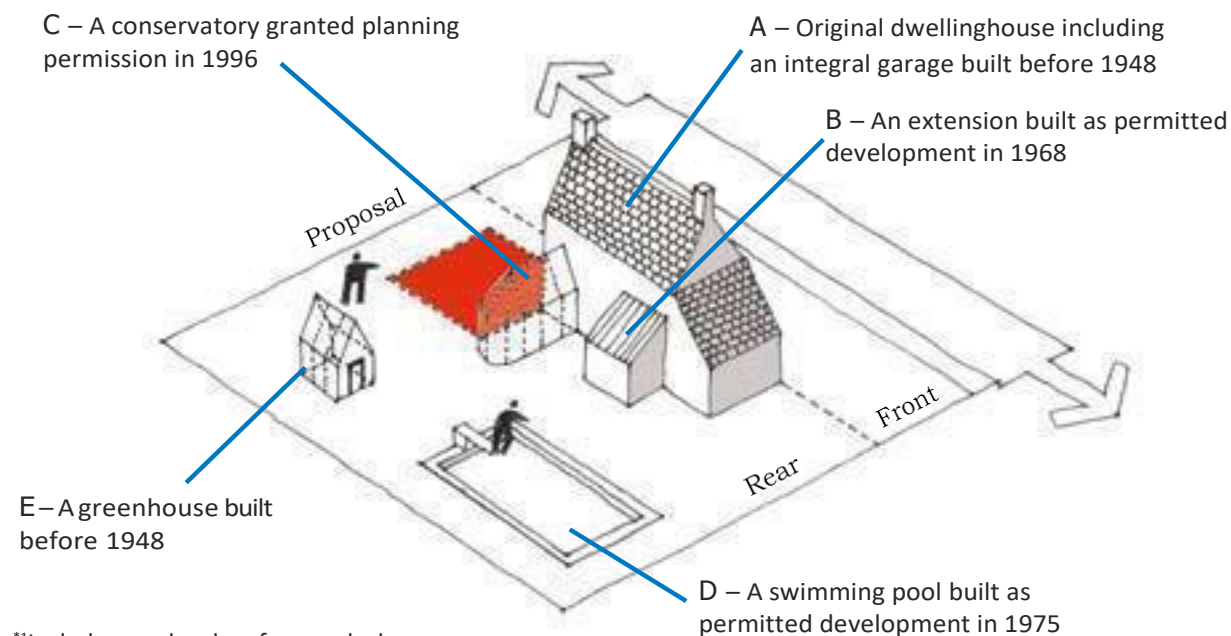 C – A conservatory granted planning
permission in 1996
A – Original dwellinghouse including
an integral garage built before 1948
B – An extension built as permitted
development in 1968
Proposal
Front
Rear
E – A greenhouse built
before 1948
D – A swimming pool built as
permitted development in 1975